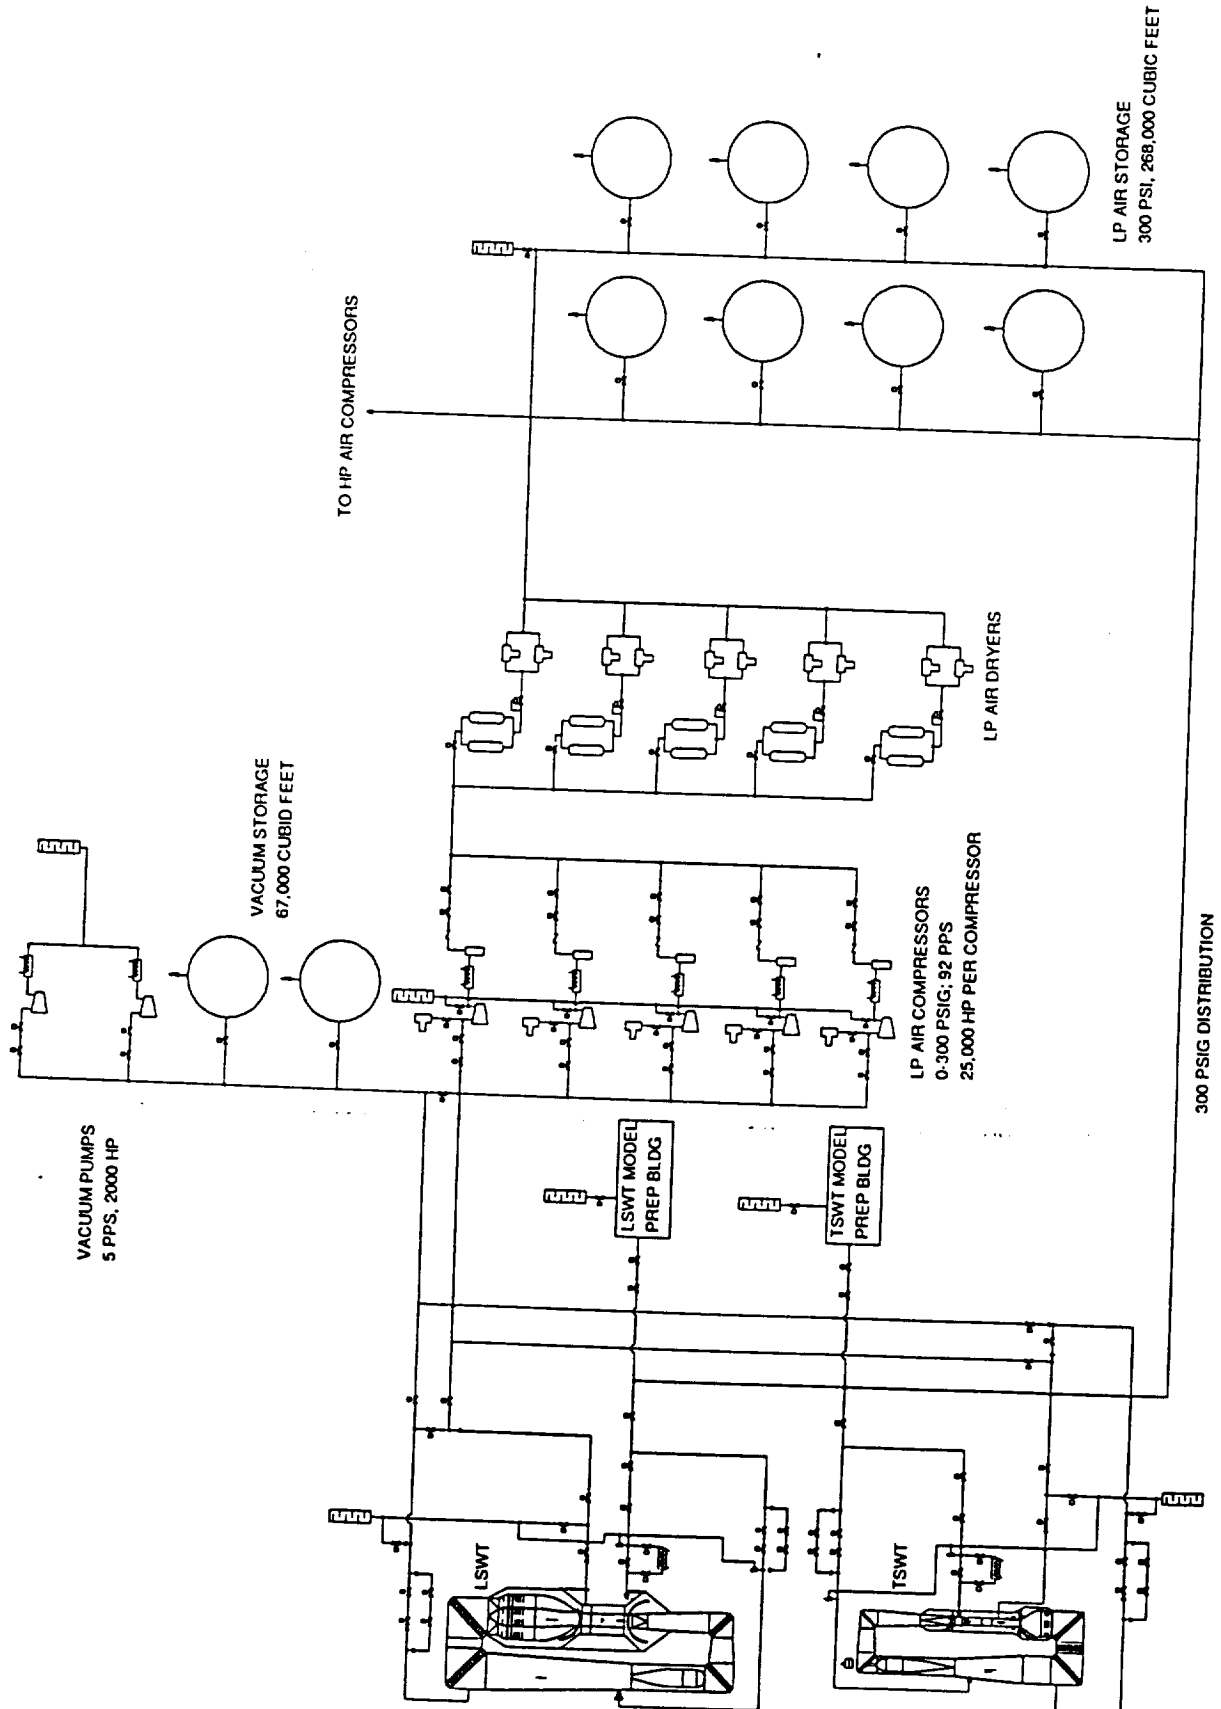 VACUUM PUMPS
5 PPS, 2000 HP
VACUUM STORAGE
67,000 CUBID FEET
TO HP AIR COMPRESSORS
LP AIR STORAGE
300 PSI, 268,000 CUBIC FEET
LP AIR DRYERS
LP AIR COMPRESSORS
0-300 PSIG; 92 PPS
25,000 HP PER COMPRESSOR
LSWT MODEL
PREP BLDG
TSWT MODEL
PREP BLDG
LSWT
TSWT
300 PSIG DISTRIBUTION